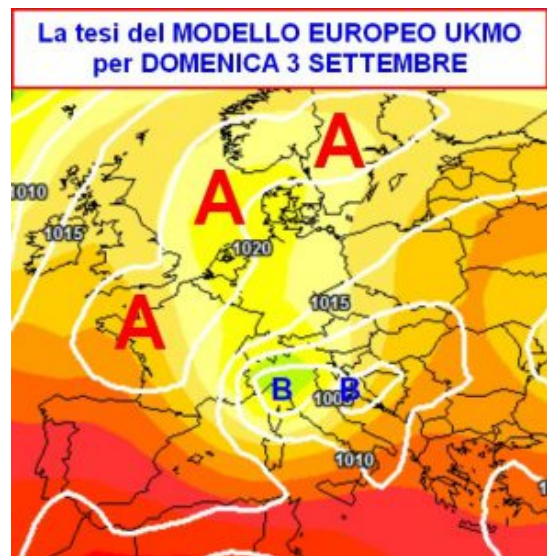 La tesi del MODELLO EUROPEO UKMO
per DOMENICA 3 SETTEMBRE
A
A
1010
1015
1020
1015
A
B
B
1010